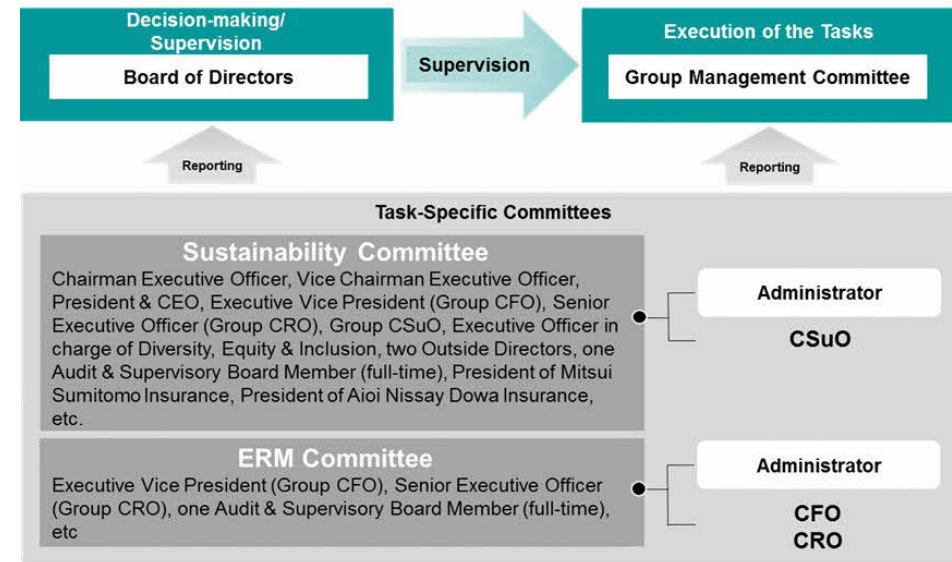 Decision-making/
Supervision
Board of Directors
Supervision
Execution of the Tasks
Group Management Committee
Reporting
Reporting
Task-Specific Committees
Sustainability Committee
Chairman Executive Officer, Vice Chairman Executive Officer,
President & CEO, Executive Vice President (Group CFO), Senior
Executive Officer (Group CRO), Group CSuO, Executive Officer in
charge of Diversity, Equity & Inclusion, two Outside Directors, one
Audit & Supervisory Board Member (full-time), President of Mitsui
Sumitomo Insurance, President of Aioi Nissay Dowa Insurance,
etc.
Administrator
CSuO
ERM Committee
Executive Vice President (Group CFO), Senior Executive Officer
(Group CRO), one Audit & Supervisory Board Member (full-time),
etc
Administrator
CFO
CRO